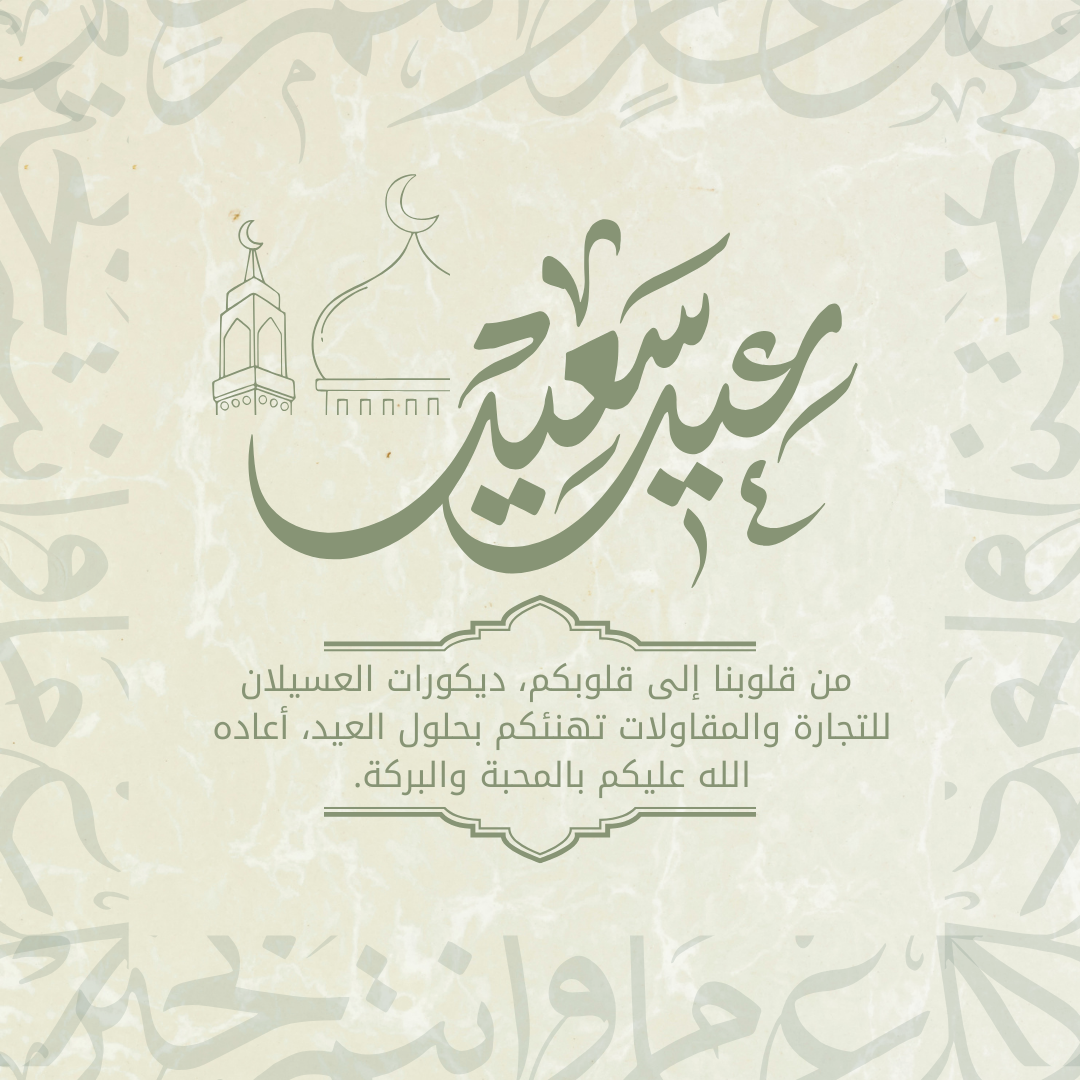 عيد سعيد
من قلوبنا إلى قلوبكم، ديكورات العسيلان
للتجارة والمقاولات تهنئكم بحلول العيد، أعاده
الله عليكم بالمحبة والبركة.